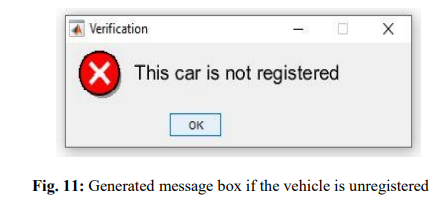 Verification
This car is not registered
OK
Fig. 11: Generated message box if the vehicle is unregistered